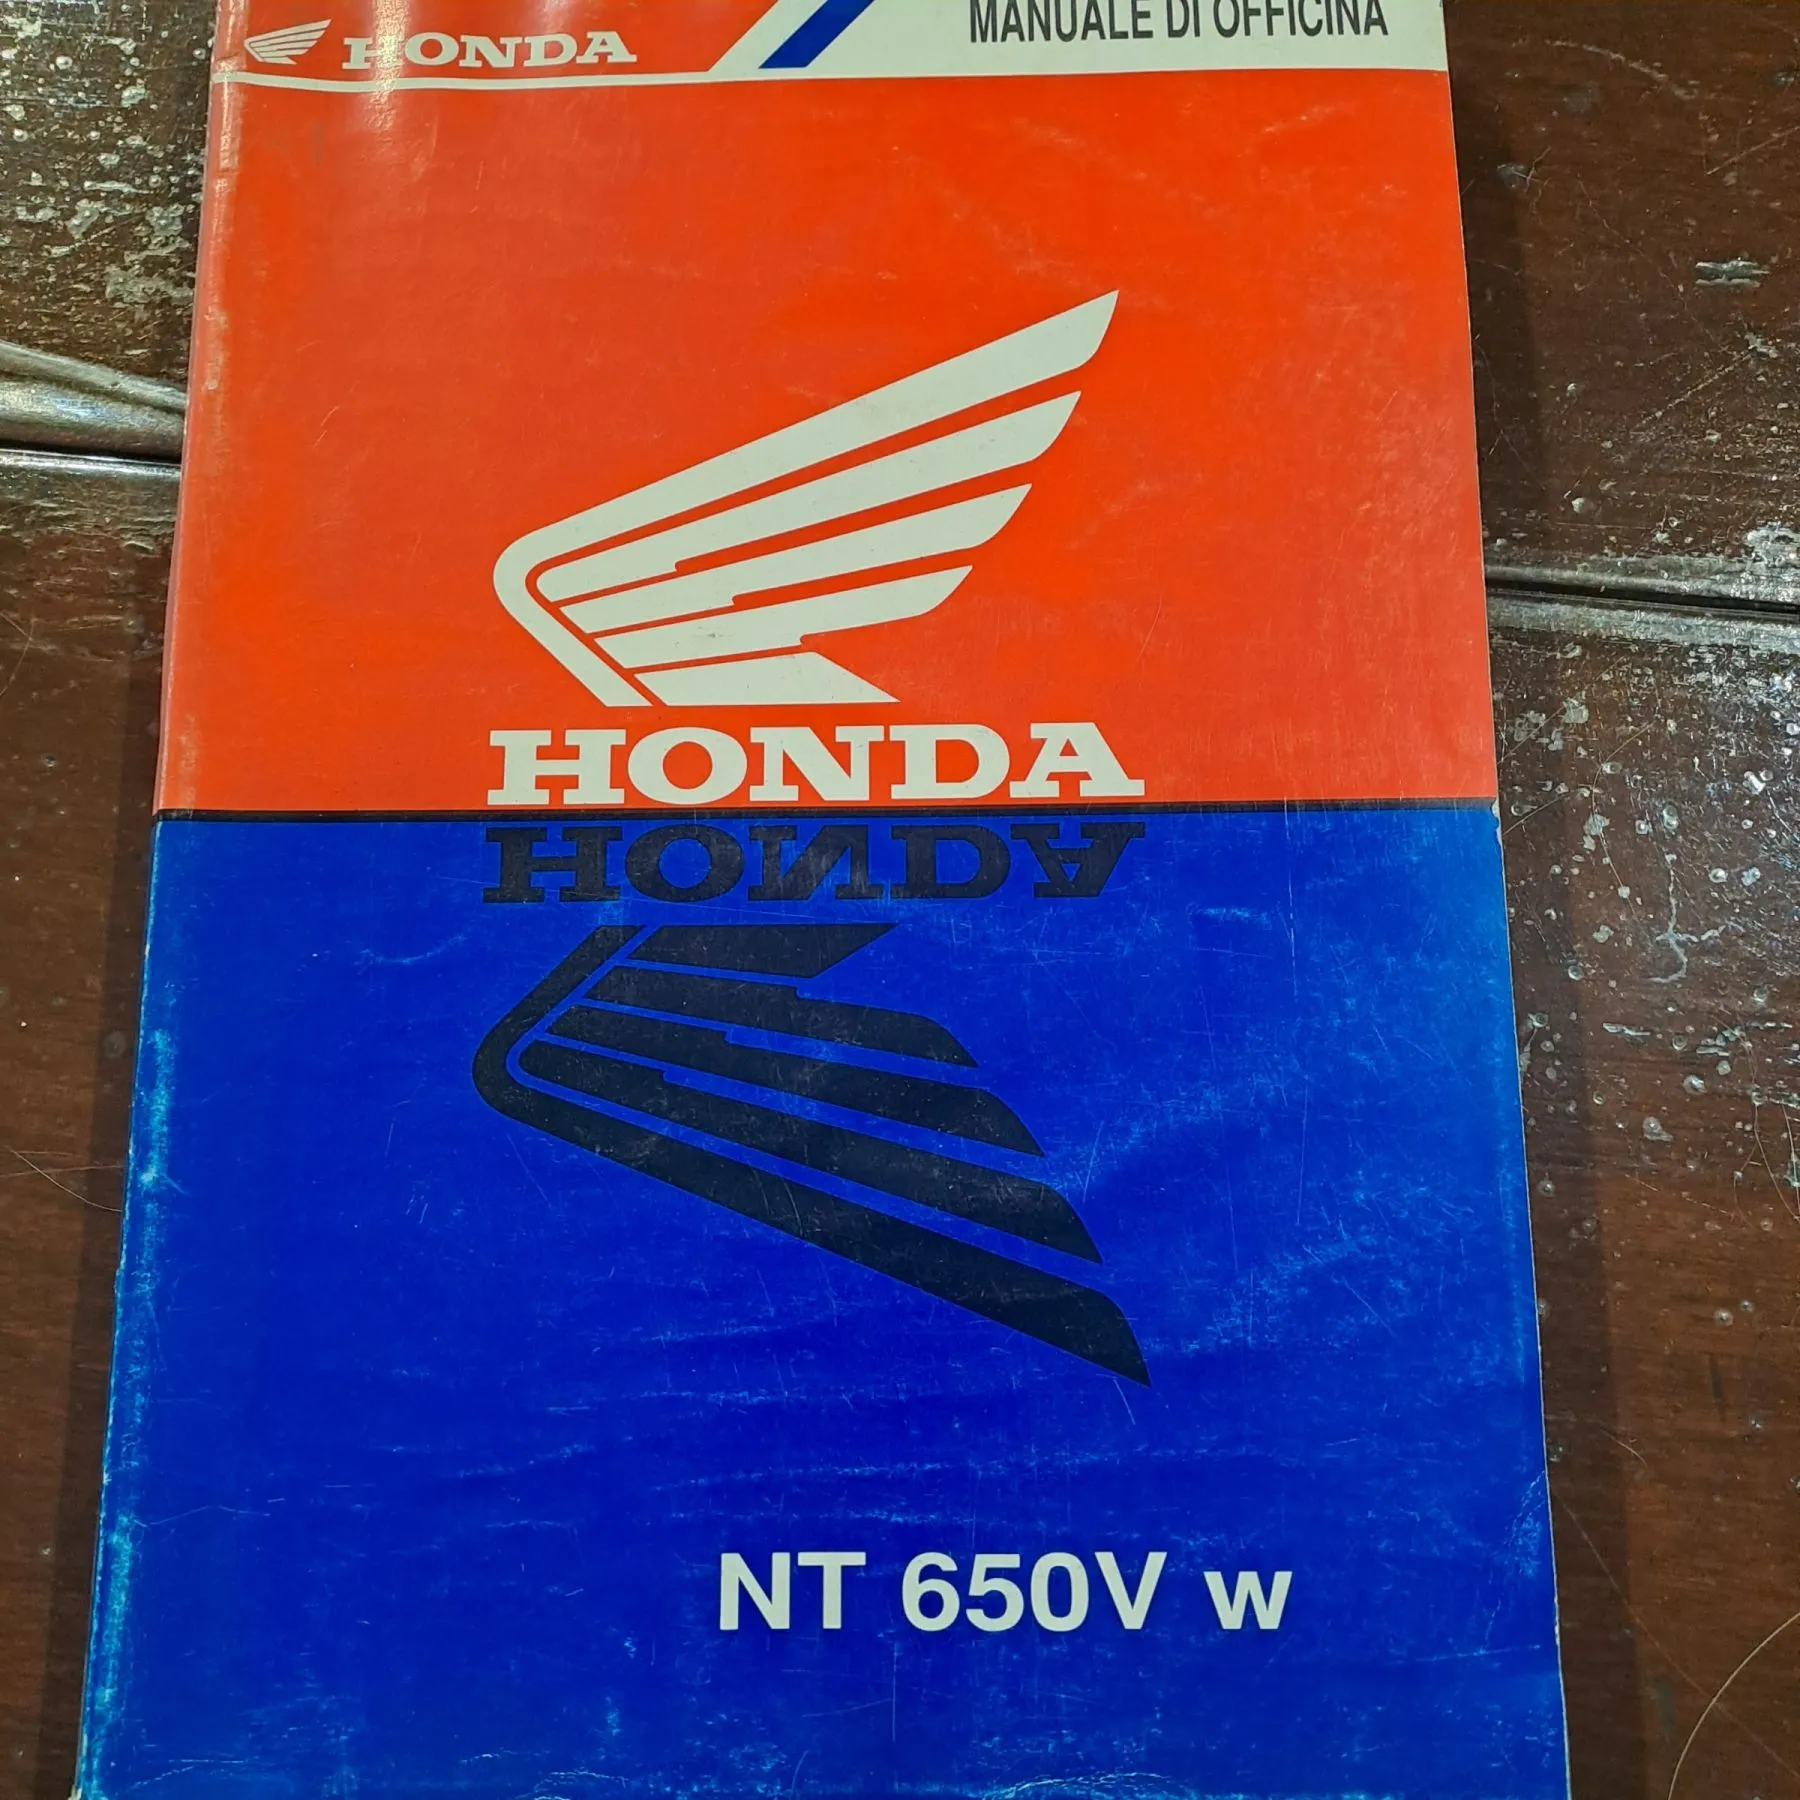 HONDA
MANUALE DI OFFICINA
HONDA
HONDA
NT 650V w